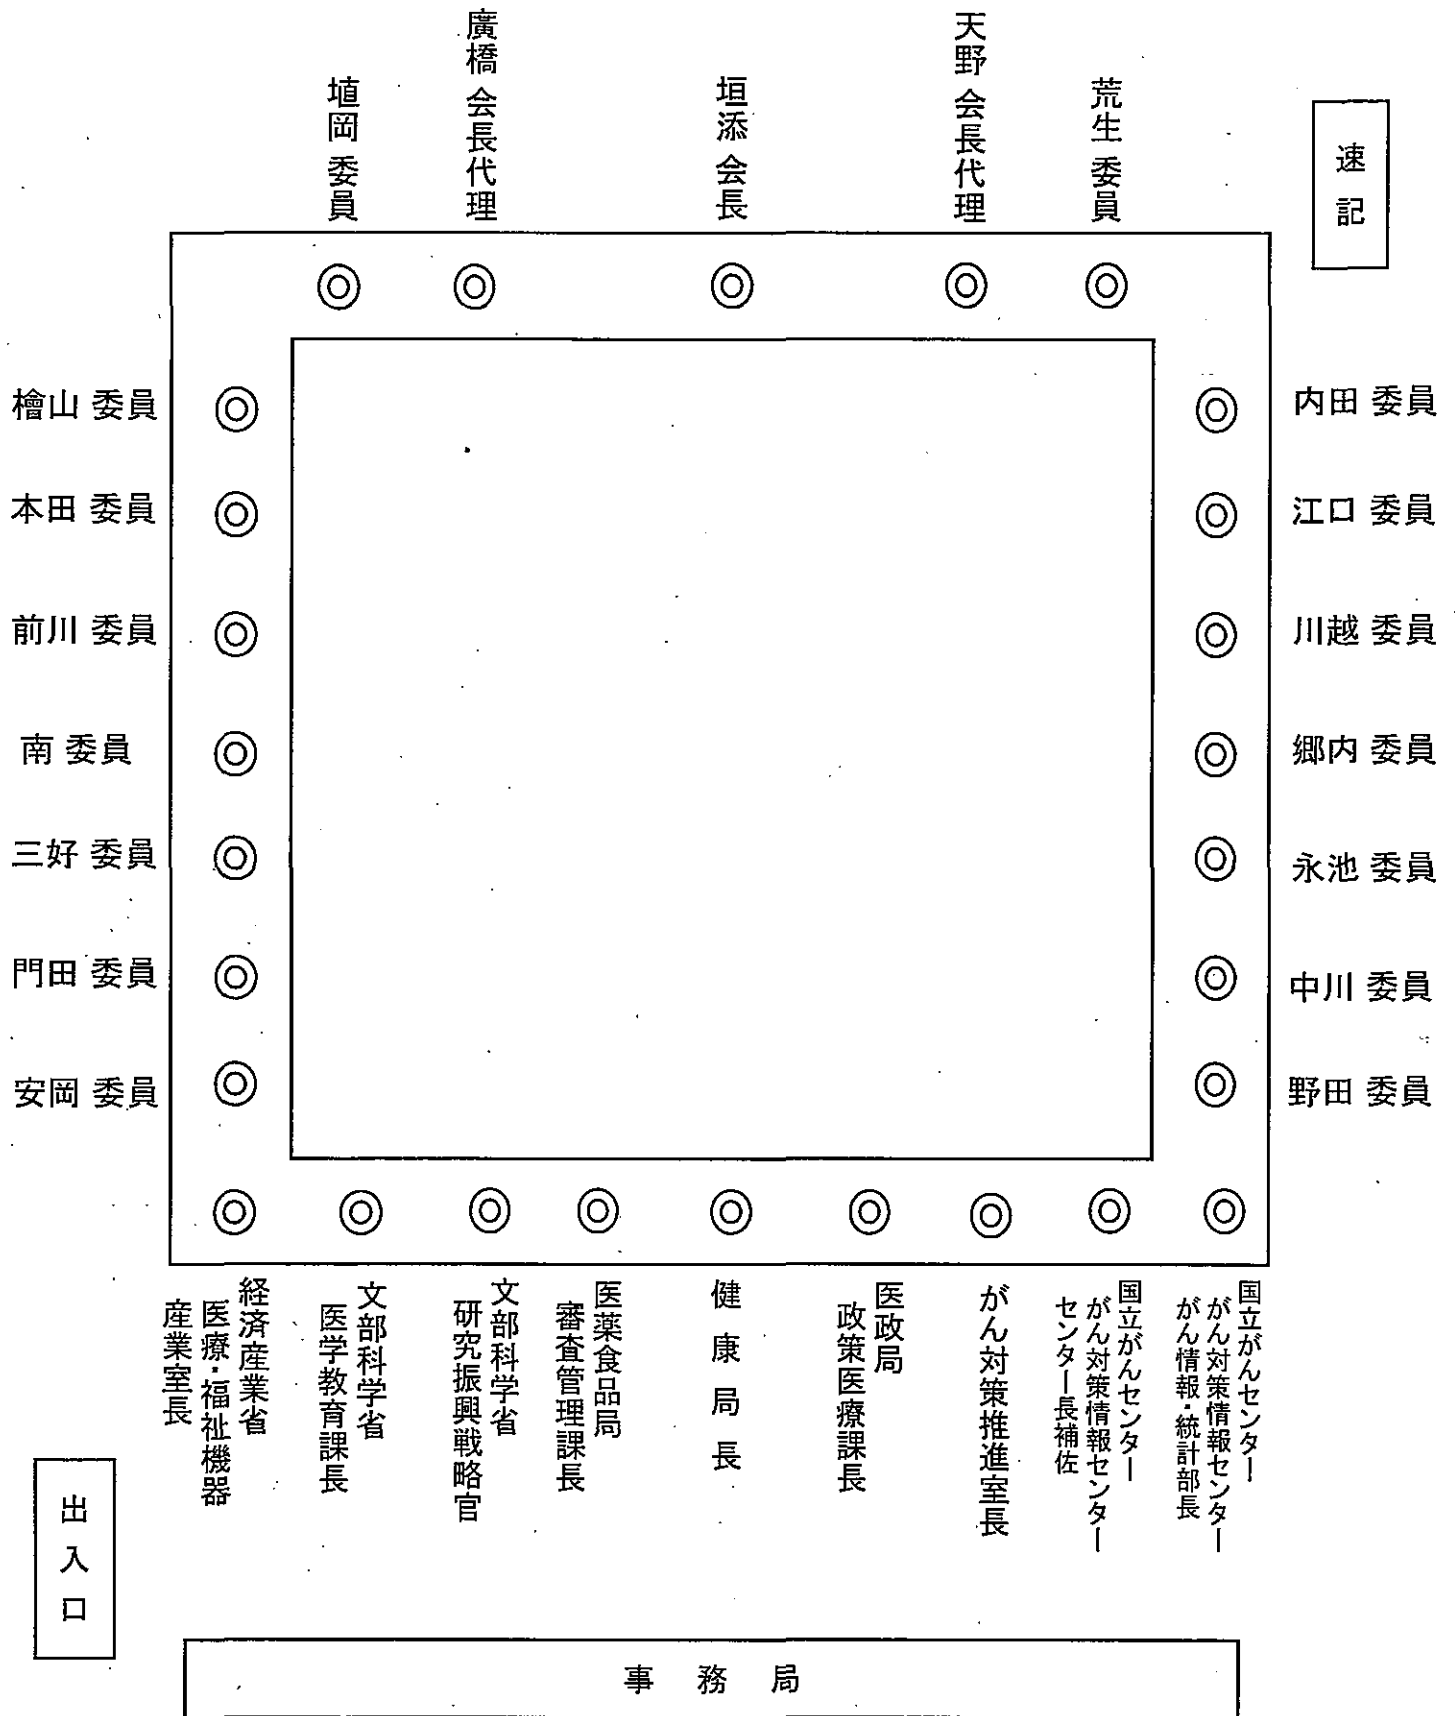 埴岡 委員
廣橋 会長代理
垣添 会長
天野 会長代理
荒生 委員
速記
檜山 委員
本田 委員
前川 委員
南 委員
三好 委員
門田 委員
安岡 委員
内田 委員
江口 委員
川越 委員
郷内 委員
永池 委員
中川 委員
野田 委員
経済産業省
医療・福祉機器
産業室長
文部科学省
医学教育課長
文部科学省
研究振興戦略官
医薬食品局
審査管理課長
健康局長
医政局
政策医療課長
がん対策推進室長
国立がんセンター
がん対策情報センター
センター長補佐
国立がんセンター
がん対策情報センター
がん情報・統計部長
出入口
事務局